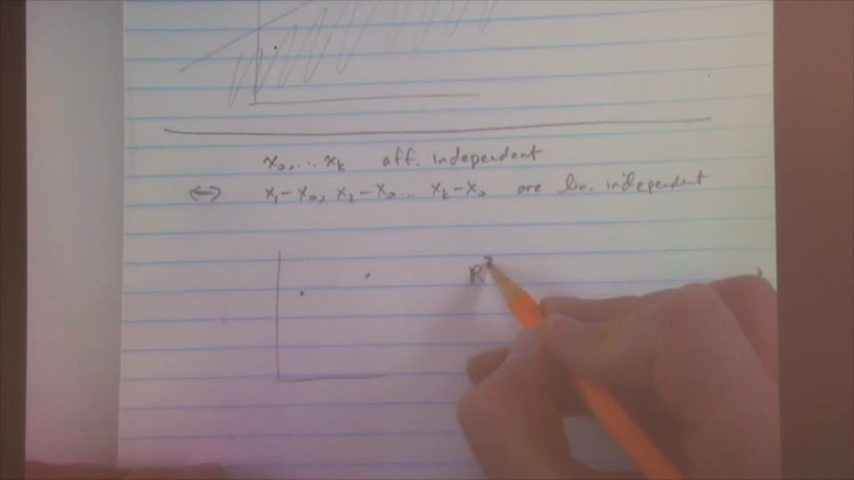 x₀,... xₖ aff. independent
⟷ x₁-x₀, x₂-x₀... xₖ-x₀ are lin. independent
R²